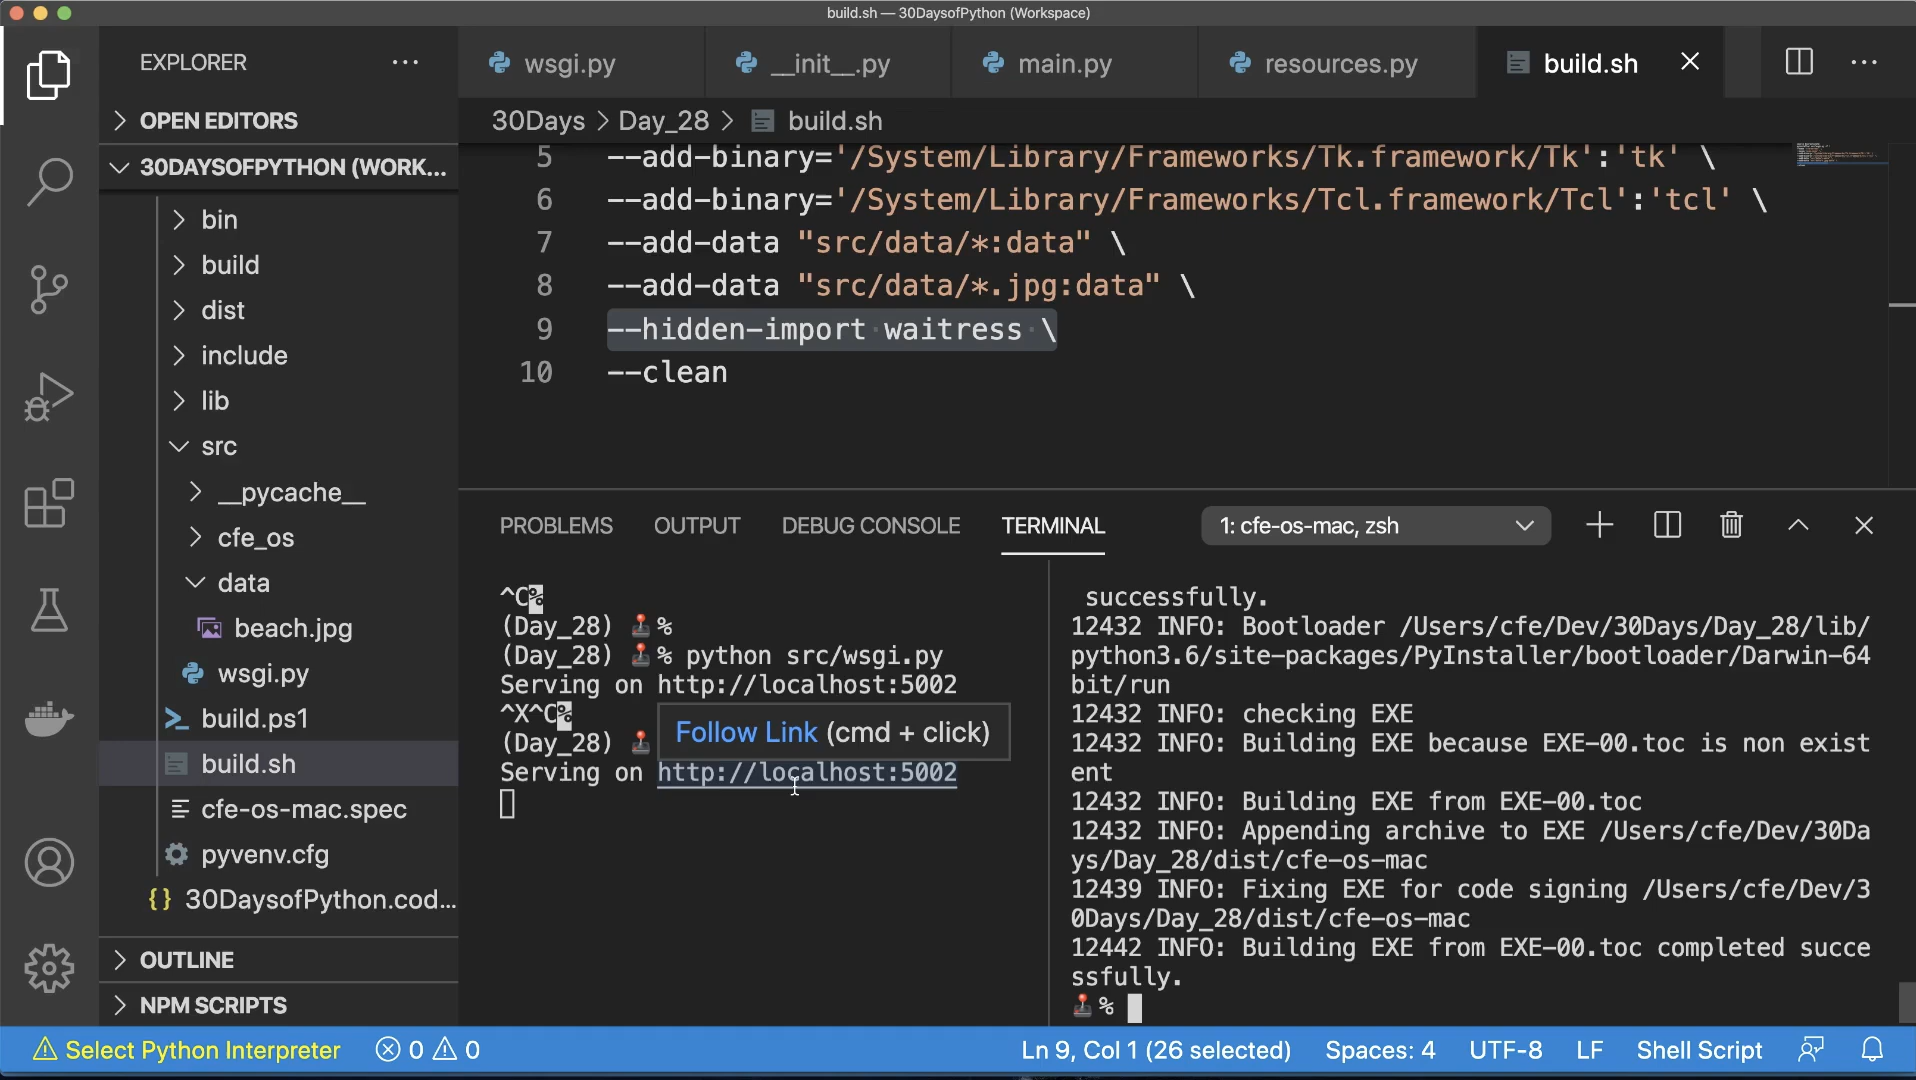 build.sh — 30DaysofPython (Workspace)
EXPLORER
wsgi.py
__init__.py
main.py
resources.py
build.sh
OPEN EDITORS
30DAYSOFPYTHON (WORK...
bin
build
dist
include
lib
src
__pycache__
cfe_os
data
beach.jpg
wsgi.py
build.ps1
build.sh
cfe-os-mac.spec
pyvenv.cfg
30DaysofPython.cod...
OUTLINE
NPM SCRIPTS
30Days > Day_28 > build.sh
5 --add-binary='/System/Library/Frameworks/Tk.framework/Tk':'tk' \
6 --add-binary='/System/Library/Frameworks/Tcl.framework/Tcl':'tcl' \
7 --add-data "src/data/*:data" \
8 --add-data "src/data/*.jpg:data" \
9 --hidden-import waitress \
10 --clean
PROBLEMS OUTPUT DEBUG CONSOLE TERMINAL
1: cfe-os-mac, zsh
^C%
(Day_28) %
(Day_28) % python src/wsgi.py
Serving on http://localhost:5002
^X^C%
(Day_28)
Follow Link (cmd + click)
Serving on http://localhost:5002
successfully.
12432 INFO: Bootloader /Users/cfe/Dev/30Days/Day_28/lib/
python3.6/site-packages/PyInstaller/bootloader/Darwin-64
bit/run
12432 INFO: checking EXE
12432 INFO: Building EXE because EXE-00.toc is non exist
ent
12432 INFO: Building EXE from EXE-00.toc
12432 INFO: Appending archive to EXE /Users/cfe/Dev/30Da
ys/Day_28/dist/cfe-os-mac
12439 INFO: Fixing EXE for code signing /Users/cfe/Dev/3
0Days/Day_28/dist/cfe-os-mac
12442 INFO: Building EXE from EXE-00.toc completed succe
ssfully.
%
Select Python Interpreter 0 0
Ln 9, Col 1 (26 selected) Spaces: 4 UTF-8 LF Shell Script